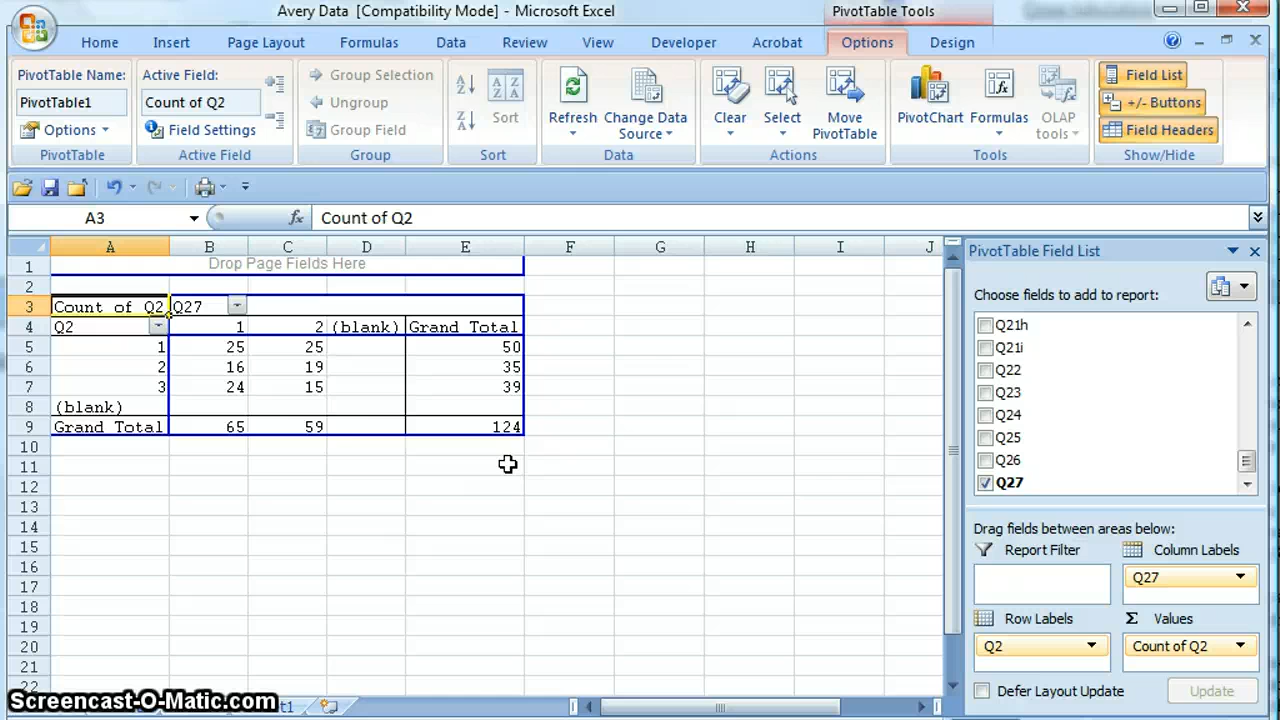 Avery Data [Compatibility Mode] - Microsoft Excel
PivotTable Tools
Home Insert Page Layout Formulas Data Review View Developer Acrobat Options Design
PivotTable Name:
PivotTable1
Options
PivotTable
Active Field:
Count of Q2
Field Settings
Active Field
Group Selection
Ungroup
Group Field
Group
Sort
Sort
Refresh
Change Data Source
Data
Clear
Select
Move PivotTable
Actions
PivotChart
Formulas
OLAP tools
Tools
Field List
+/- Buttons
Field Headers
Show/Hide
A3
fx
Count of Q2
A B C D E F G H I J
1 Drop Page Fields Here
2
3 Count of Q2 Q27
4 Q2 1 2 (blank) Grand Total
5 1 25 25 50
6 2 16 19 35
7 3 24 15 39
8 (blank)
9 Grand Total 65 59 124
10
11
12
13
14
15
16
17
18
19
20
21
22
PivotTable Field List
Choose fields to add to report:
Q21h
Q21i
Q22
Q23
Q24
Q25
Q26
Q27
Drag fields between areas below:
Report Filter
Column Labels
Q27
Row Labels
Σ Values
Q2
Count of Q2
Defer Layout Update
Update
Screencast-O-Matic.com